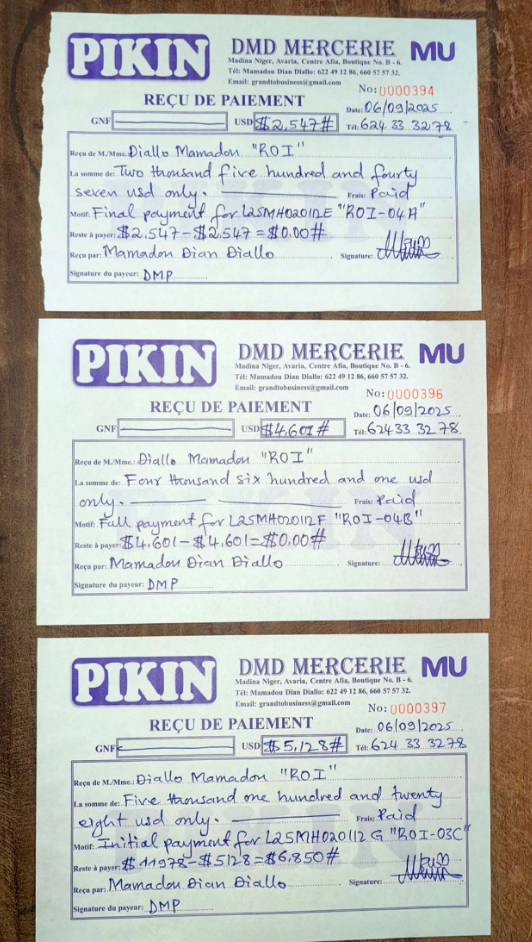 PIKIN
DMD MERCERIE MU
Madina Niger, Avaria, Centre Afia, Boutique No. B - 6.
Tél: Mamadou Dian Diallo: 622 49 12 86, 660 57 57 32.
Email: grandtobusiness@gmail.com
No: 0000394
REÇU DE PAIEMENT
Date: 06/09/2025
GNF USD $2,547# Tél: 624 33 32 78
Reçu de M./Mme.: Diallo Mamadou "ROI"
La somme de: Two thousand five hundred and fourty
seven usd only. Frais: Paid
Motif: Final payment for L25MH02012E "ROI-04A"
Reste à payer: $2.547-$2.547=$0.00#
Reçu par: Mamadou Dian Diallo Signature:
Signature du payeur: DMP
PIKIN
DMD MERCERIE MU
Madina Niger, Avaria, Centre Afia, Boutique No. B - 6.
Tél: Mamadou Dian Diallo: 622 49 12 86, 660 57 57 32.
Email: grandtobusiness@gmail.com
No: 0000396
REÇU DE PAIEMENT
Date: 06/09/2025
GNF USD $4.601# Tél: 624 33 32 78
Reçu de M./Mme.: Diallo Mamadou "ROI"
La somme de: Four thousand six hundred and one usd
only. Frais: Paid
Motif: Full payment for L25MH020112F "ROI-04B"
Reste à payer: $4.601-$4.601=$0.00#
Reçu par: Mamadou Dian Diallo Signature:
Signature du payeur: DMP
PIKIN
DMD MERCERIE MU
Madina Niger, Avaria, Centre Afia, Boutique No. B - 6.
Tél: Mamadou Dian Diallo: 622 49 12 86, 660 57 57 32.
Email: grandtobusiness@gmail.com
No: 0000397
REÇU DE PAIEMENT
Date: 06/09/2025
GNF USD $5,128# Tél: 624 33 32 78
Reçu de M./Mme.: Diallo Mamadou "ROI"
La somme de: Five thousand one hundred and twenty
eight usd only. Frais: Paid
Motif: Initial payment for L25MH020112G "ROI-03C"
Reste à payer: $11978-$5128=$6,850#
Reçu par: Mamadou Dian Diallo Signature:
Signature du payeur: DMP